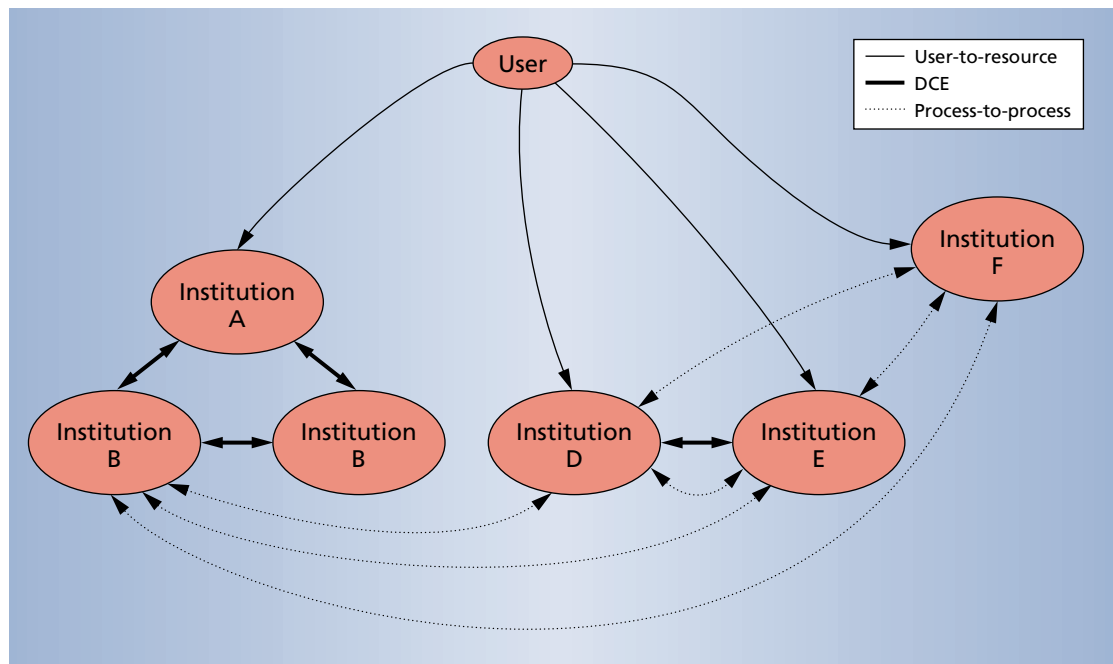 User
User-to-resource
DCE
Process-to-process
Institution
F
Institution
A
Institution
B
Institution
B
Institution
D
Institution
E